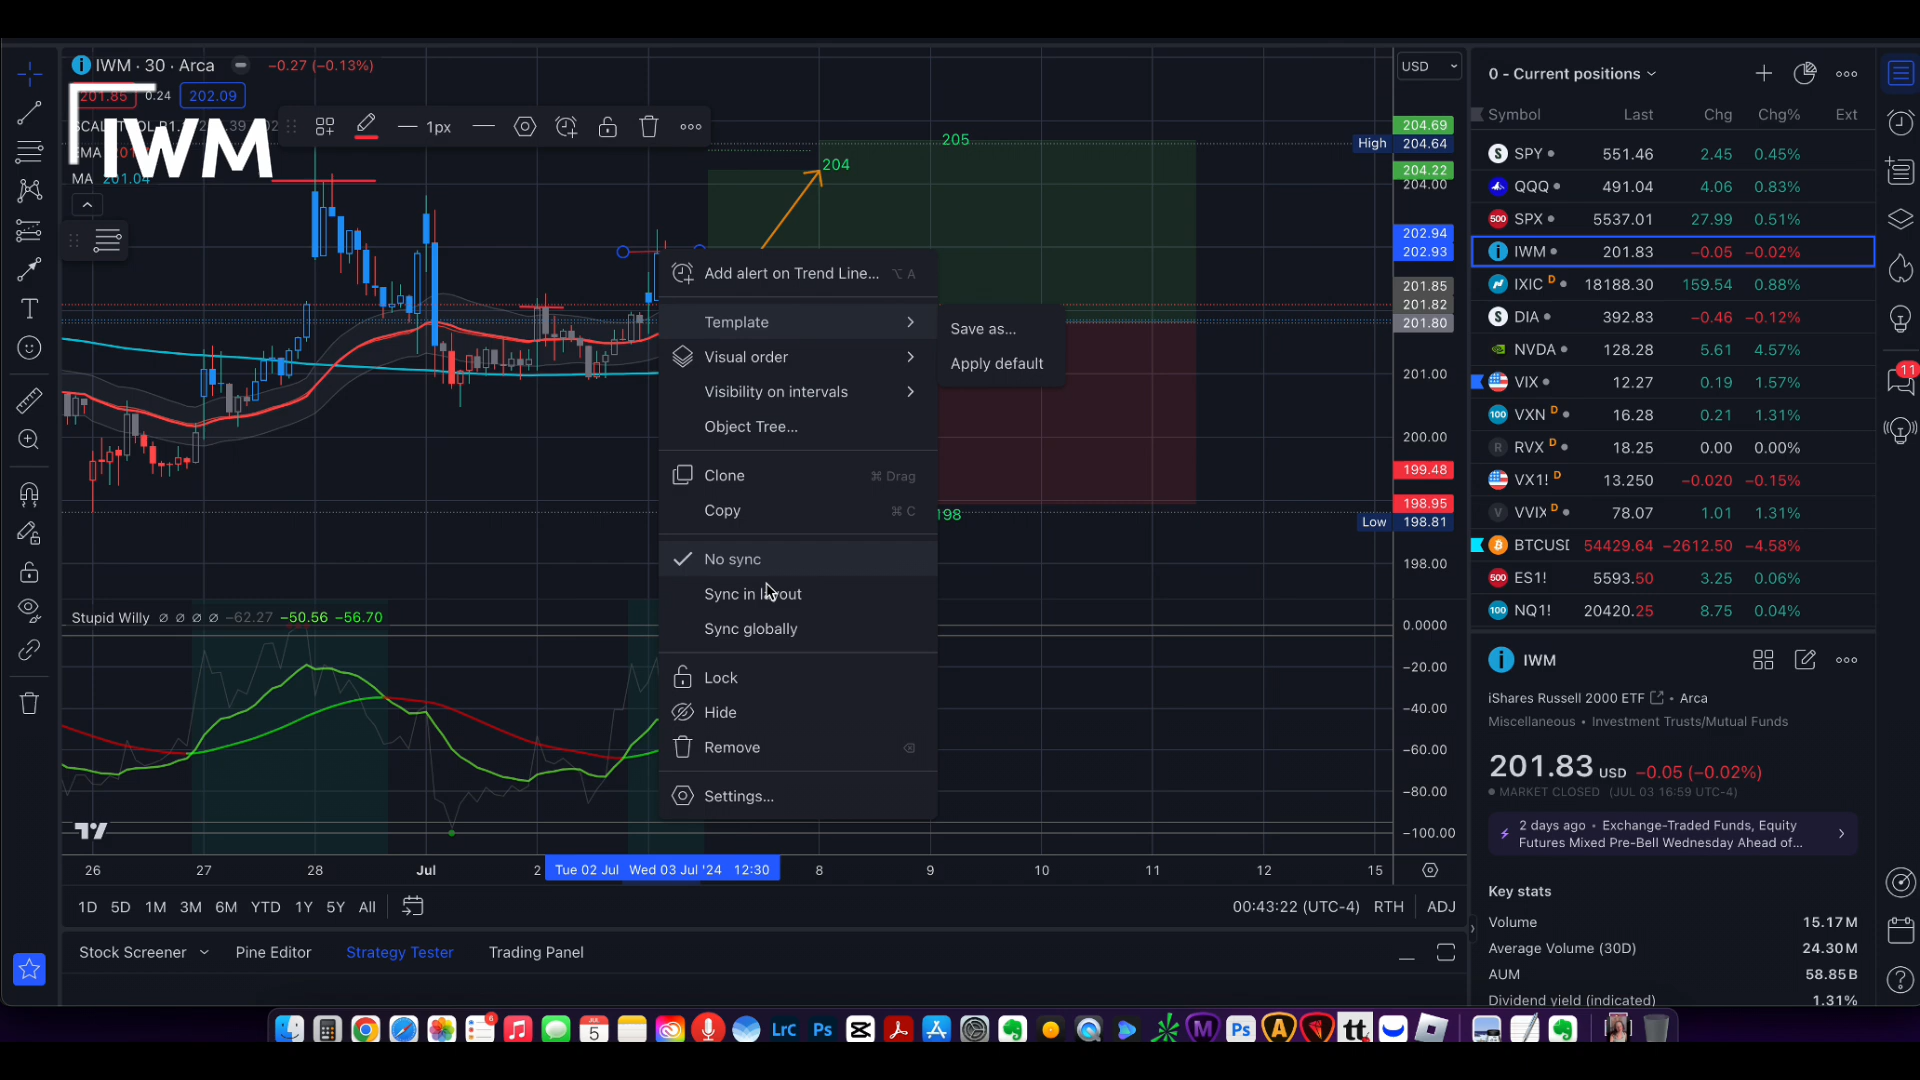 IWM · 30 · Arca
−0.27 (−0.13%)
201.85
0.24
202.09
IWM
EMA
MA
201.04
1px
204
205
198
USD
204.69
High 204.64
204.22
204.00
202.94
202.93
201.85
201.82
201.80
201.00
200.00
199.48
198.95
Low 198.81
198.00
Add alert on Trend Line... ⌥ A
Template
Visual order
Visibility on intervals
Object Tree...
Clone ⌘ Drag
Copy ⌘ C
No sync
Sync in layout
Sync globally
Lock
Hide
Remove
Settings...
Save as...
Apply default
Stupid Willy ∅ ∅ ∅ ∅ −62.27 −50.56 −56.70
0.0000
−20.00
−40.00
−60.00
−80.00
−100.00
26 27 28 Jul 2 Tue 02 Jul Wed 03 Jul '24 12:30 8 9 10 11 12 15
1D 5D 1M 3M 6M YTD 1Y 5Y All
00:43:22 (UTC-4) RTH ADJ
Stock Screener Pine Editor Strategy Tester Trading Panel
0 - Current positions
Symbol Last Chg Chg% Ext
SPY 551.46 2.45 0.45%
QQQ 491.04 4.06 0.83%
500 SPX 5537.01 27.99 0.51%
IWM 201.83 −0.05 −0.02%
IXIC D 18188.30 159.54 0.88%
DIA 392.83 −0.46 −0.12%
NVDA 128.28 5.61 4.57%
VIX 12.27 0.19 1.57%
100 VXN D 16.28 0.21 1.31%
R RVX D 18.25 0.00 0.00%
VX1! D 13.250 −0.020 −0.15%
V VVIX D 78.07 1.01 1.31%
54429.64 −2612.50 −4.58%
500 ES1! 5593.50 3.25 0.06%
100 NQ1! 20420.25 8.75 0.04%
11
IWM
iShares Russell 2000 ETF • Arca
Miscellaneous • Investment Trusts/Mutual Funds
201.83 USD −0.05 (−0.02%)
MARKET CLOSED (JUL 03 16:59 UTC-4)
2 days ago • Exchange-Traded Funds, Equity
Futures Mixed Pre-Bell Wednesday Ahead of...
Key stats
Volume 15.17M
Average Volume (30D) 24.30M
AUM 58.85B
Dividend yield (indicated) 1.31%
6
JUL
5
Lrc
Ps
Ps
tt